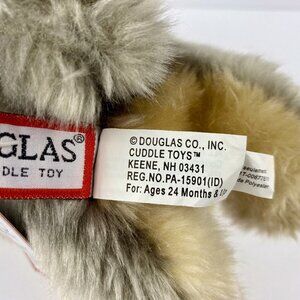 GLAS®
DDLE TOY
© DOUGLAS CO., INC.
CUDDLE TOYS™
KEENE, NH 03431
REG.NO.PA-15901(ID)
For: Ages 24 Months &
Polyester